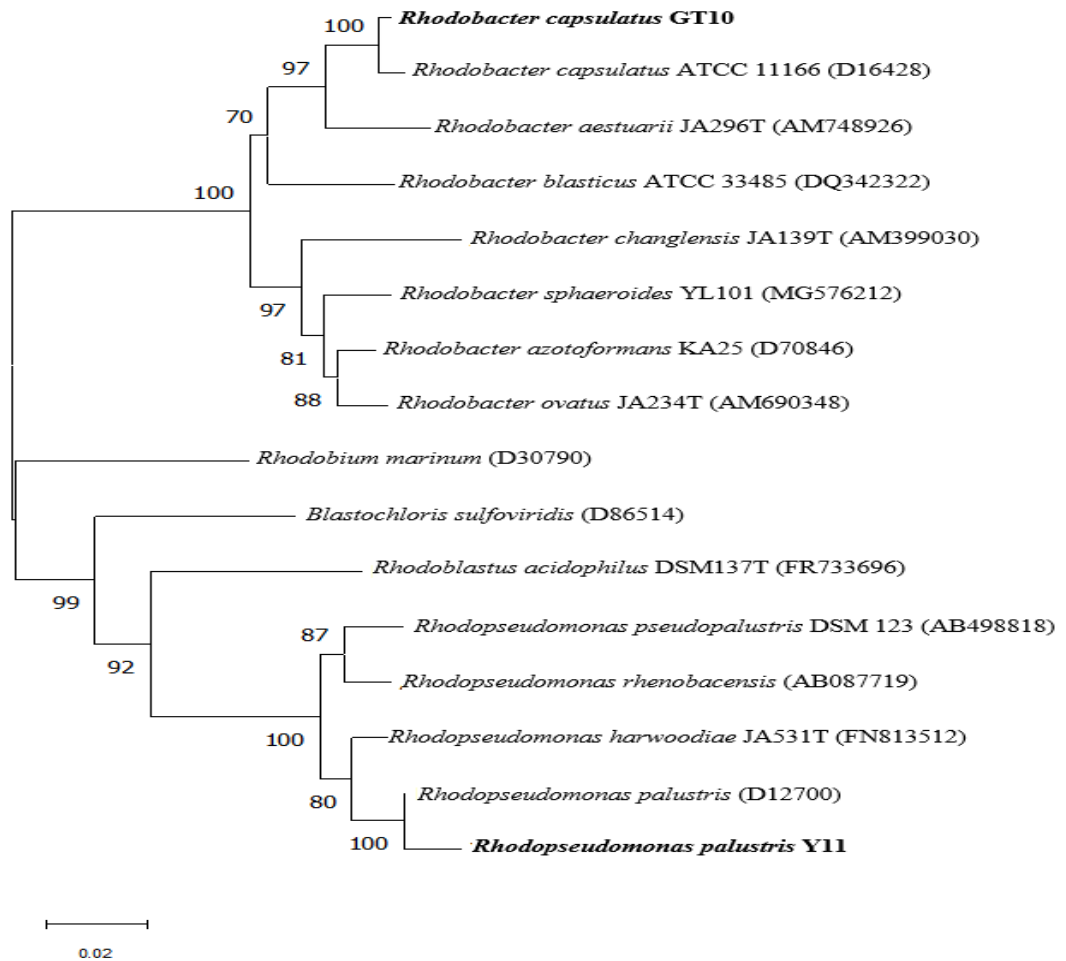 100
Rhodobacter capsulatus GT10
97
Rhodobacter capsulatus ATCC 11166 (D16428)
70
Rhodobacter aestuarii JA296T (AM748926)
100
Rhodobacter blasticus ATCC 33485 (DQ342322)
Rhodobacter changlensis JA139T (AM399030)
97
Rhodobacter sphaeroides YL101 (MG576212)
81
Rhodobacter azotoformans KA25 (D70846)
88
Rhodobacter ovatus JA234T (AM690348)
Rhodobium marinum (D30790)
Blastochloris sulfoviridis (D86514)
Rhodoblastus acidophilus DSM137T (FR733696)
99
87
Rhodopseudomonas pseudopalustris DSM 123 (AB498818)
92
Rhodopseudomonas rhenobacensis (AB087719)
100
Rhodopseudomonas harwoodiae JA531T (FN813512)
80
Rhodopseudomonas palustris (D12700)
100
Rhodopseudomonas palustris Y11
0.02